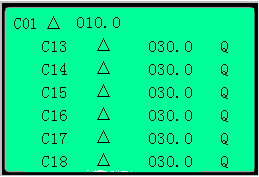 C01 △ 010.0
C13 △ 030.0 Q
C14 △ 030.0 Q
C15 △ 030.0 Q
C16 △ 030.0 Q
C17 △ 030.0 Q
C18 △ 030.0 Q